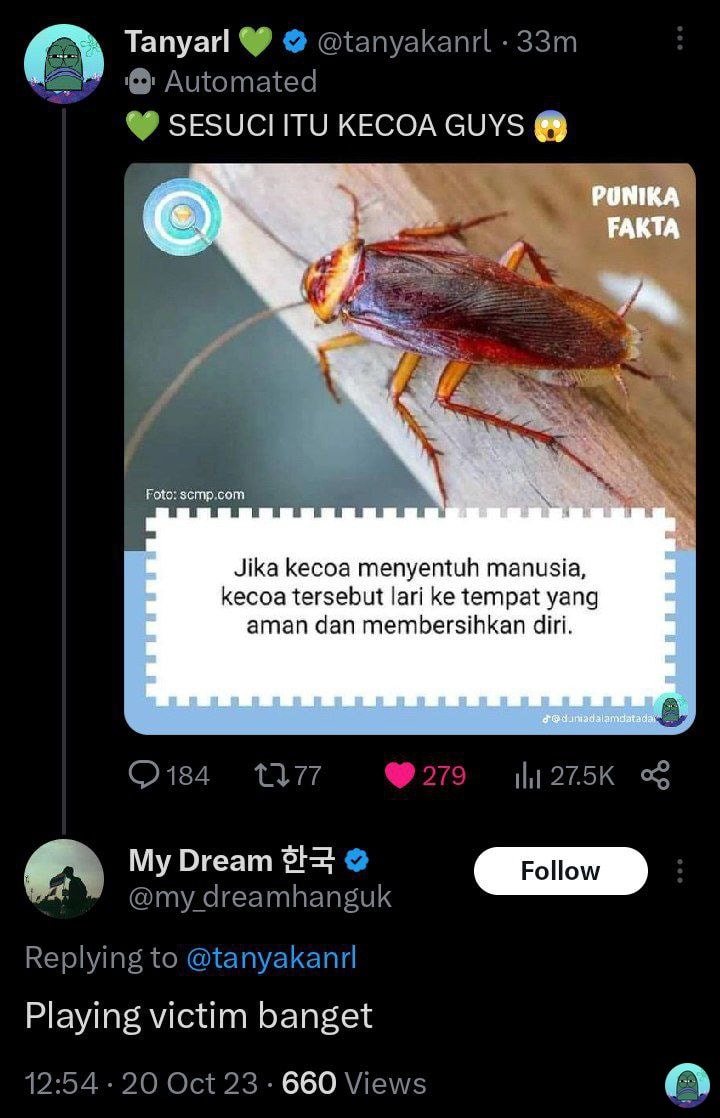 Tanyarl 💚 @tanyakanrl · 33m
Automated
💚 SESUCI ITU KECOA GUYS 😱
PUNIKA
FAKTA
Foto: scmp.com
Jika kecoa menyentuh manusia,
kecoa tersebut lari ke tempat yang
aman dan membersihkan diri.
184 77 279 27.5K
My Dream 한국
Follow
@my_dreamhanguk
Replying to @tanyakanrl
Playing victim banget
12:54 · 20 Oct 23 · 660 Views